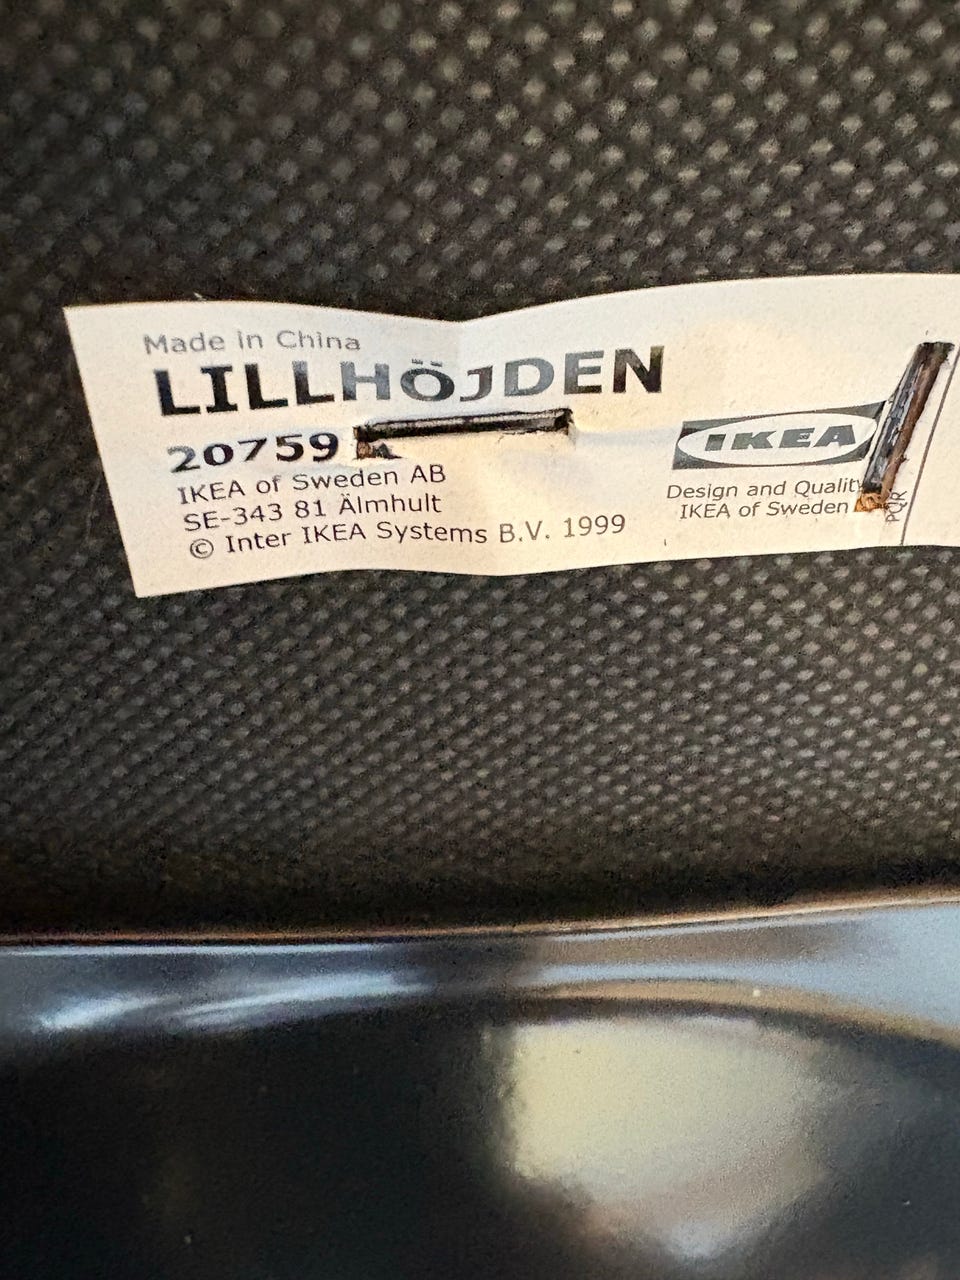 Made in China
LILLHÖJDEN
20759
IKEA of Sweden AB
SE-343 81 Älmhult
© Inter IKEA Systems B.V. 1999
IKEA
Design and Quality
IKEA of Sweden